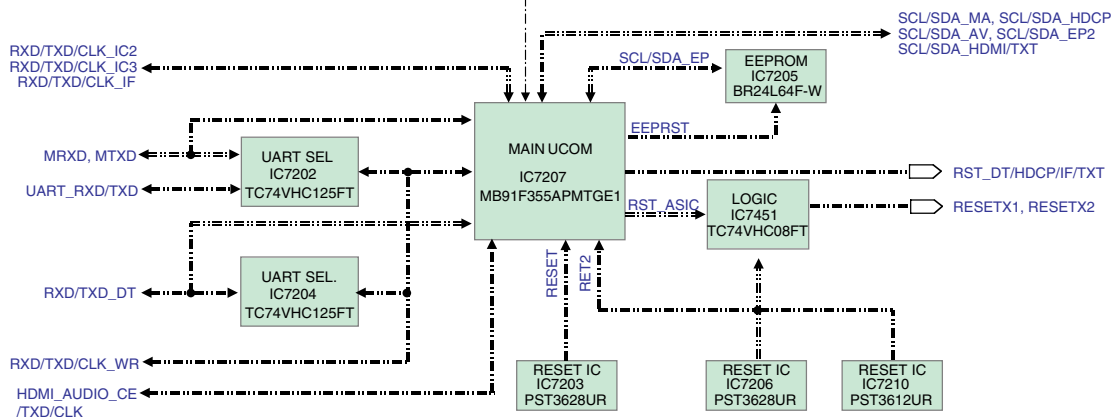 SCL/SDA_MA, SCL/SDA_HDCP
SCL/SDA_AV, SCL/SDA_EP2
SCL/SDA_HDMI/TXT
RXD/TXD/CLK_IC2
RXD/TXD/CLK_IC3
RXD/TXD/CLK_IF
SCL/SDA_EP
EEPROM
IC7205
BR24L64F-W
EEPRST
MAIN UCOM
IC7207
MB91F355APMTGE1
MRXD, MTXD
UART SEL
IC7202
TC74VHC125FT
UART_RXD/TXD
RST_DT/HDCP/IF/TXT
RST_ASIC
LOGIC
IC7451
TC74VHC08FT
RESETX1, RESETX2
RESET
RET2
RXD/TXD_DT
UART SEL.
IC7204
TC74VHC125FT
RXD/TXD/CLK_WR
HDMI_AUDIO_CE
/TXD/CLK
RESET IC
IC7203
PST3628UR
RESET IC
IC7206
PST3628UR
RESET IC
IC7210
PST3612UR